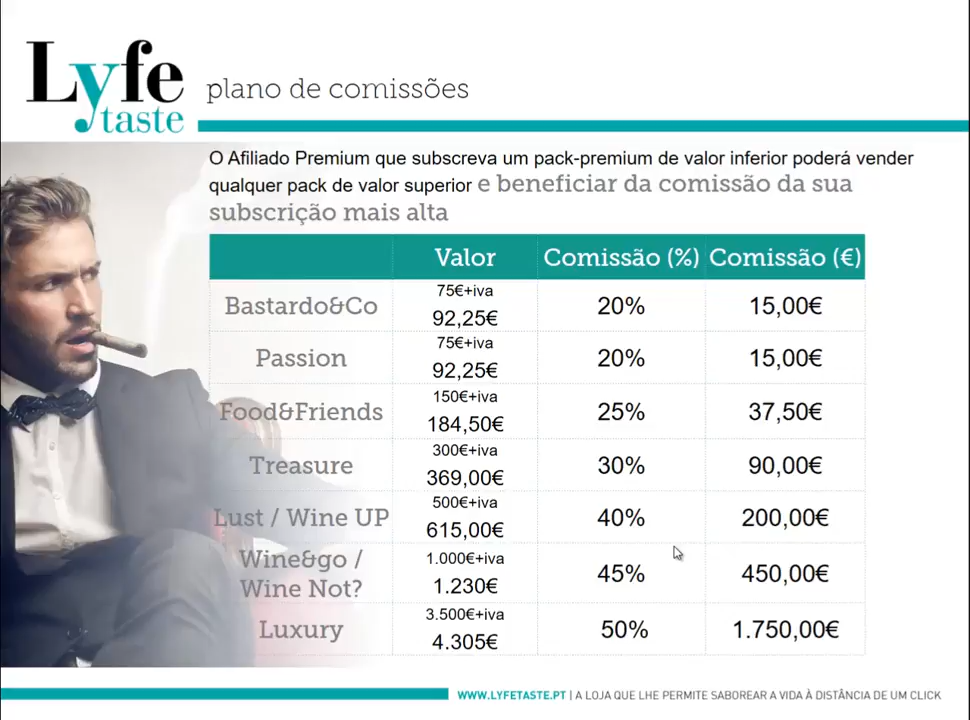 Lyfe
taste
plano de comissões
O Afiliado Premium que subscreva um pack-premium de valor inferior poderá vender
qualquer pack de valor superior e beneficiar da comissão da sua
subscrição mais alta
Valor Comissão (%) Comissão (€)
75€+iva
Bastardo&Co 92,25€ 20% 15,00€
75€+iva
Passion 92,25€ 20% 15,00€
150€+iva
Food&Friends 184,50€ 25% 37,50€
300€+iva
Treasure 369,00€ 30% 90,00€
500€+iva
Lust / Wine UP 615,00€ 40% 200,00€
Wine&go / 1.000€+iva
Wine Not? 1.230€ 45% 450,00€
3.500€+iva
Luxury 4.305€ 50% 1.750,00€
WWW.LYFETASTE.PT | A LOJA QUE LHE PERMITE SABOREAR A VIDA À DISTÂNCIA DE UM CLICK